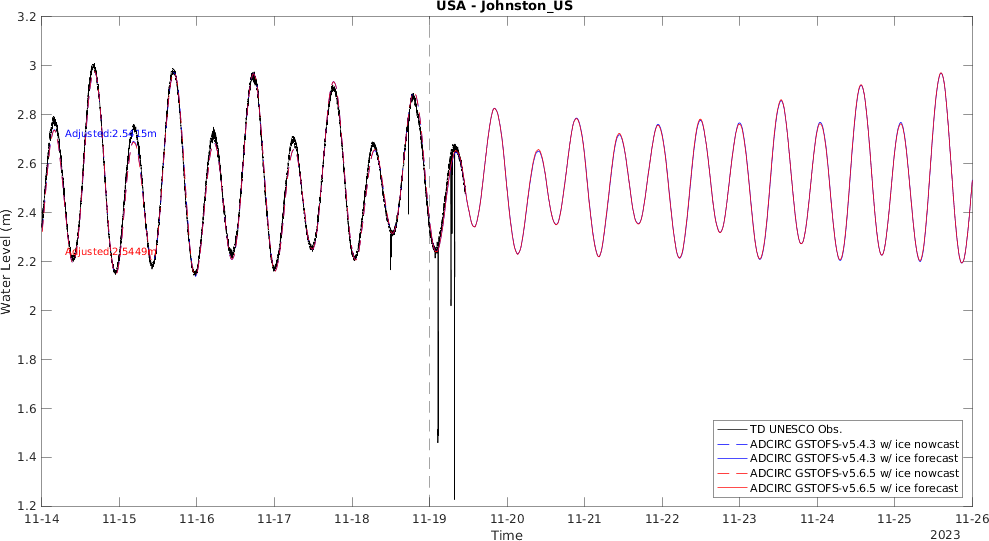 USA - Johnston_US
3.2
3
2.8
2.6
2.4
2.2
2
1.8
1.6
1.4
1.2
Water Level (m)
Adjusted:2.5415m
Adjusted:2.5449m
TD UNESCO Obs.
ADCIRC GSTOFS-v5.4.3 w/ ice nowcast
ADCIRC GSTOFS-v5.4.3 w/ ice forecast
ADCIRC GSTOFS-v5.6.5 w/ ice nowcast
ADCIRC GSTOFS-v5.6.5 w/ ice forecast
11-14 11-15 11-16 11-17 11-18 11-19 11-20 11-21 11-22 11-23 11-24 11-25 11-26
Time
2023